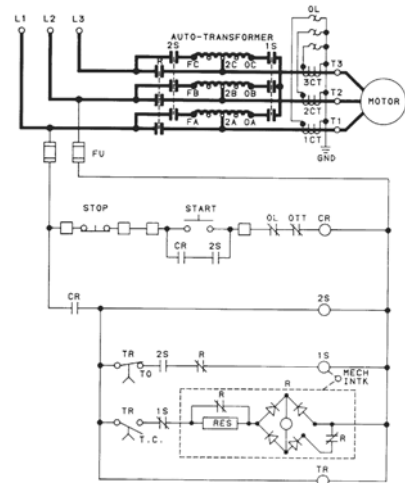 L1 L2 L3
OL
AUTO-TRANSFORMER
2S 1S
FC 2C OC
3CT T3
FB 2B OB
2CT T2
MOTOR
FA 2A OA
1CT T1
GND
FU
STOP START
OL OTT CR
CR 2S
CR 2S
TR TO 2S R 1S
MECH
INTK
R R
TR T.C. 1S RES R
TR